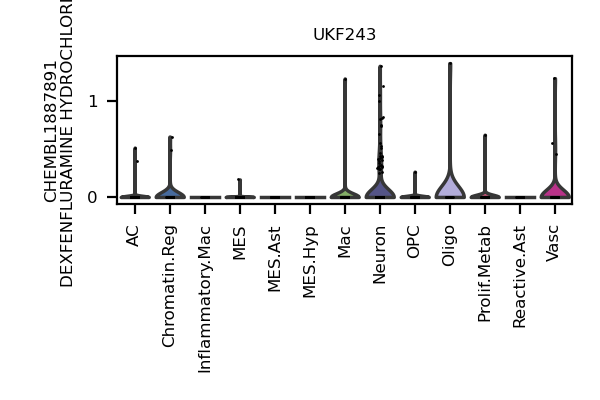 UKF243
CHEMBL1887891
DEXFENFLURAMINE HYDROCHLORI
1
0
AC
Chromatin.Reg
Inflammatory.Mac
MES
MES.Ast
MES.Hyp
Mac
Neuron
OPC
Oligo
Prolif.Metab
Reactive.Ast
Vasc